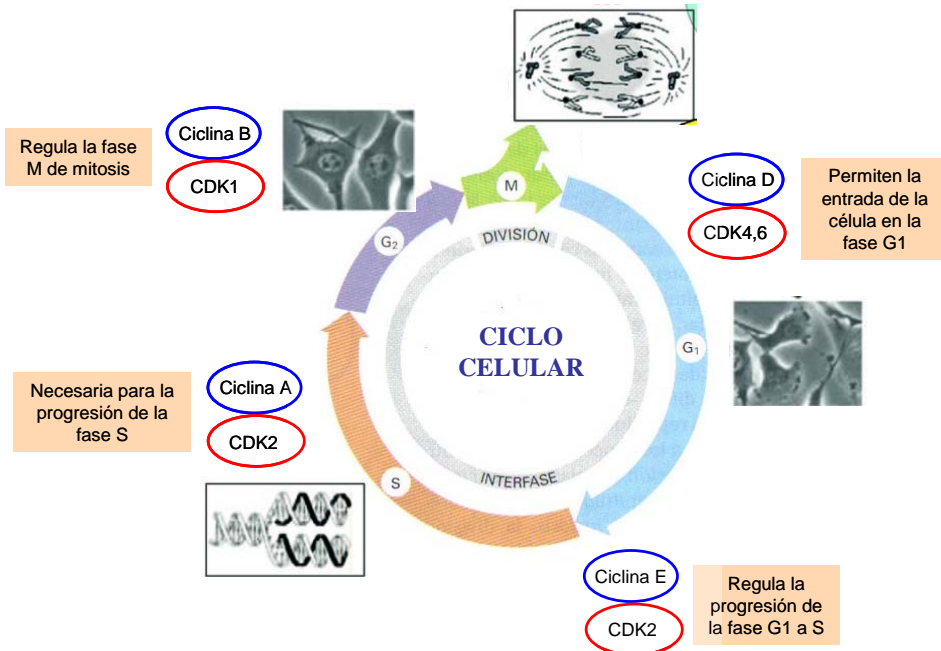 Regula la fase
M de mitosis
Ciclina B
CDK1
Ciclina D
CDK4,6
Permiten la
entrada de la
célula en la
fase G1
M
G2
DIVISIÓN
CICLO
CELULAR
G1
Necesaria para la
progresión de la
fase S
Ciclina A
CDK2
S
INTERFASE
Ciclina E
CDK2
Regula la
progresión de
la fase G1 a S